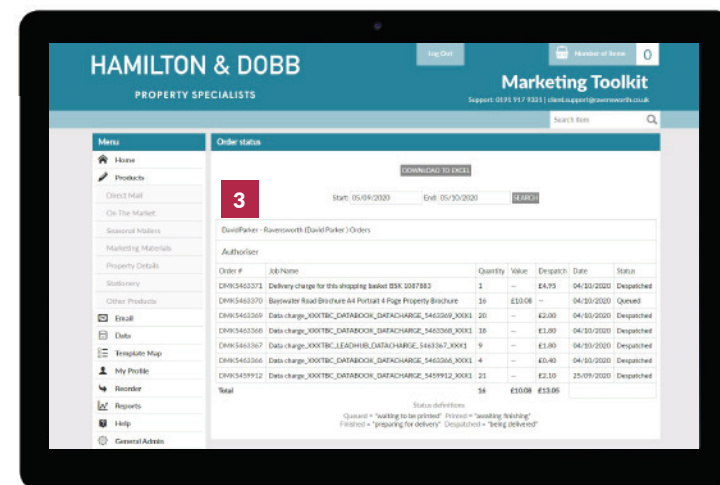 HAMILTON & DOBB
PROPERTY SPECIALISTS
Log Out
Number of Items 0
Marketing Toolkit
Support: 0191 917 9331 | client.support@ravensworth.co.uk
Search Item
Menu
Home
Products
Direct Mail
On The Market
Seasonal Mailers
Marketing Materials
Property Details
Stationery
Other Products
Email
Data
Template Map
My Profile
Reorder
Reports
Help
General Admin
Order status
DOWNLOAD TO EXCEL
3
Start: 05/09/2020 End: 05/10/2020 SEARCH
DavidParker - Ravensworth (David Parker ) Orders
Authoriser
Order # Job Name Quantity Value Despatch Date Status
DMK5463371 Delivery charge for this shopping basket BSK 1087883 1 -- £4.95 04/10/2020 Despatched
DMK5463370 Bayswater Road Brochure A4 Portrait 4 Page Property Brochure 16 £10.08 -- 04/10/2020 Queued
DMK5463369 Data charge_XXXTBC_DATABOOK_DATACHARGE_5463369_XXX1 20 -- £2.00 04/10/2020 Despatched
DMK5463368 Data charge_XXXTBC_DATABOOK_DATACHARGE_5463368_XXX1 18 -- £1.80 04/10/2020 Despatched
DMK5463367 Data charge_XXXTBC_LEADHUB_DATACHARGE_5463367_XXX1 9 -- £1.80 04/10/2020 Despatched
DMK5463366 Data charge_XXXTBC_DATABOOK_DATACHARGE_5463366_XXX1 4 -- £0.40 04/10/2020 Despatched
DMK5459912 Data charge_XXXTBC_DATABOOK_DATACHARGE_5459912_XXX1 21 -- £2.10 25/09/2020 Despatched
Total 16 £10.08 £13.05
Status definitions
Queued = "waiting to be printed" Printed = "awaiting finishing"
Finished = "preparing for delivery" Despatched = "being delivered"